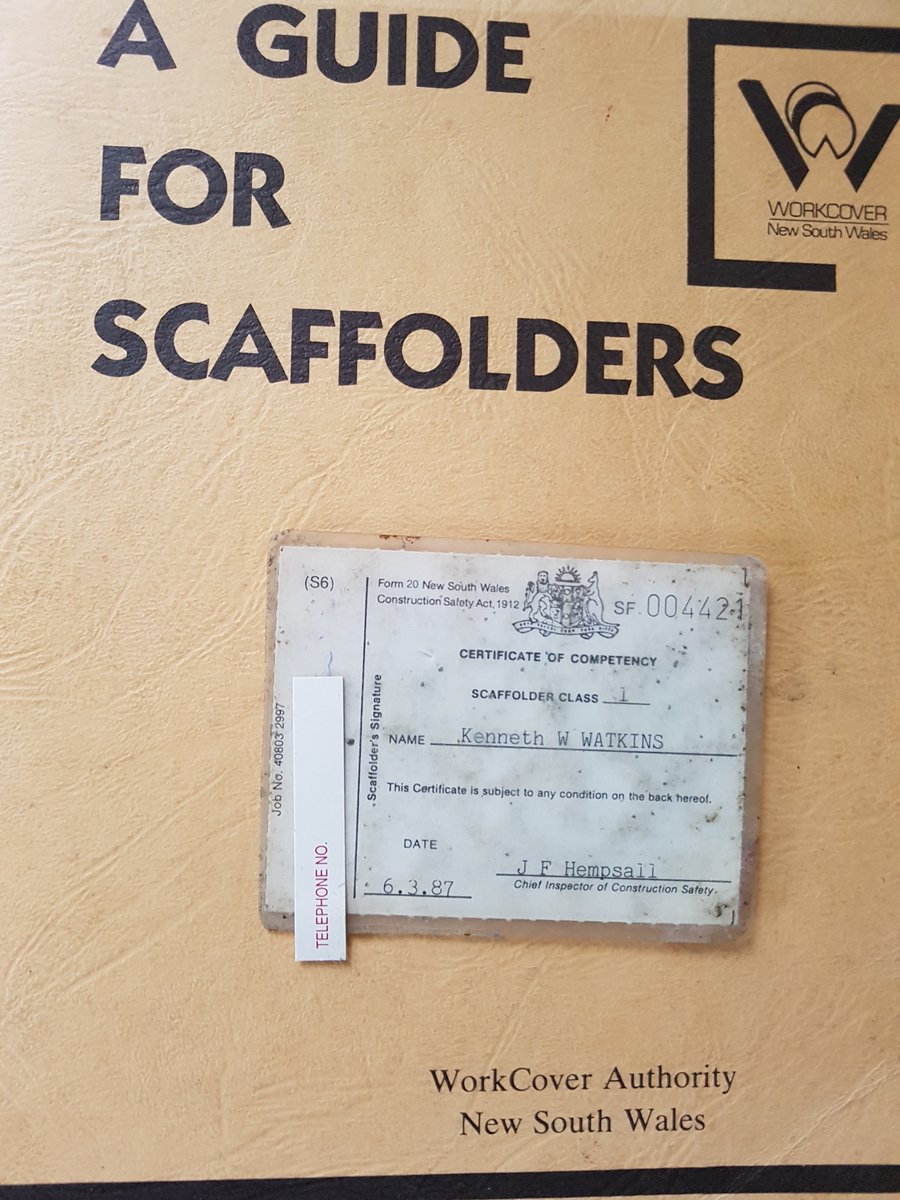 A GUIDE
FOR
SCAFFOLDERS
WORKCOVER
New South Wales
(S6)
Form 20 New South Wales
Construction Safety Act, 1912
SF. 004421
CERTIFICATE OF COMPETENCY
SCAFFOLDER CLASS 1
NAME Kenneth W WATKINS
This Certificate is subject to any condition on the back hereof.
DATE
6.3.87
J F Hempsall
Chief Inspector of Construction Safety.
Scaffolder's Signature
Job No. 40803 2997
TELEPHONE NO.
WorkCover Authority
New South Wales